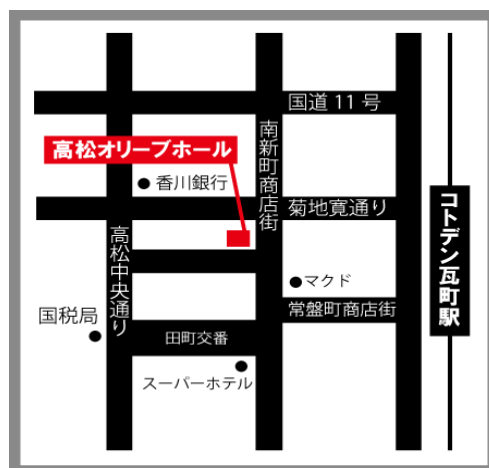 国道11号
南新町商店街
高松オリーブホール
香川銀行
菊地寛通り
コトデン瓦町駅
高松中央通り
マクド
国税局
常盤町商店街
田町交番
スーパーホテル